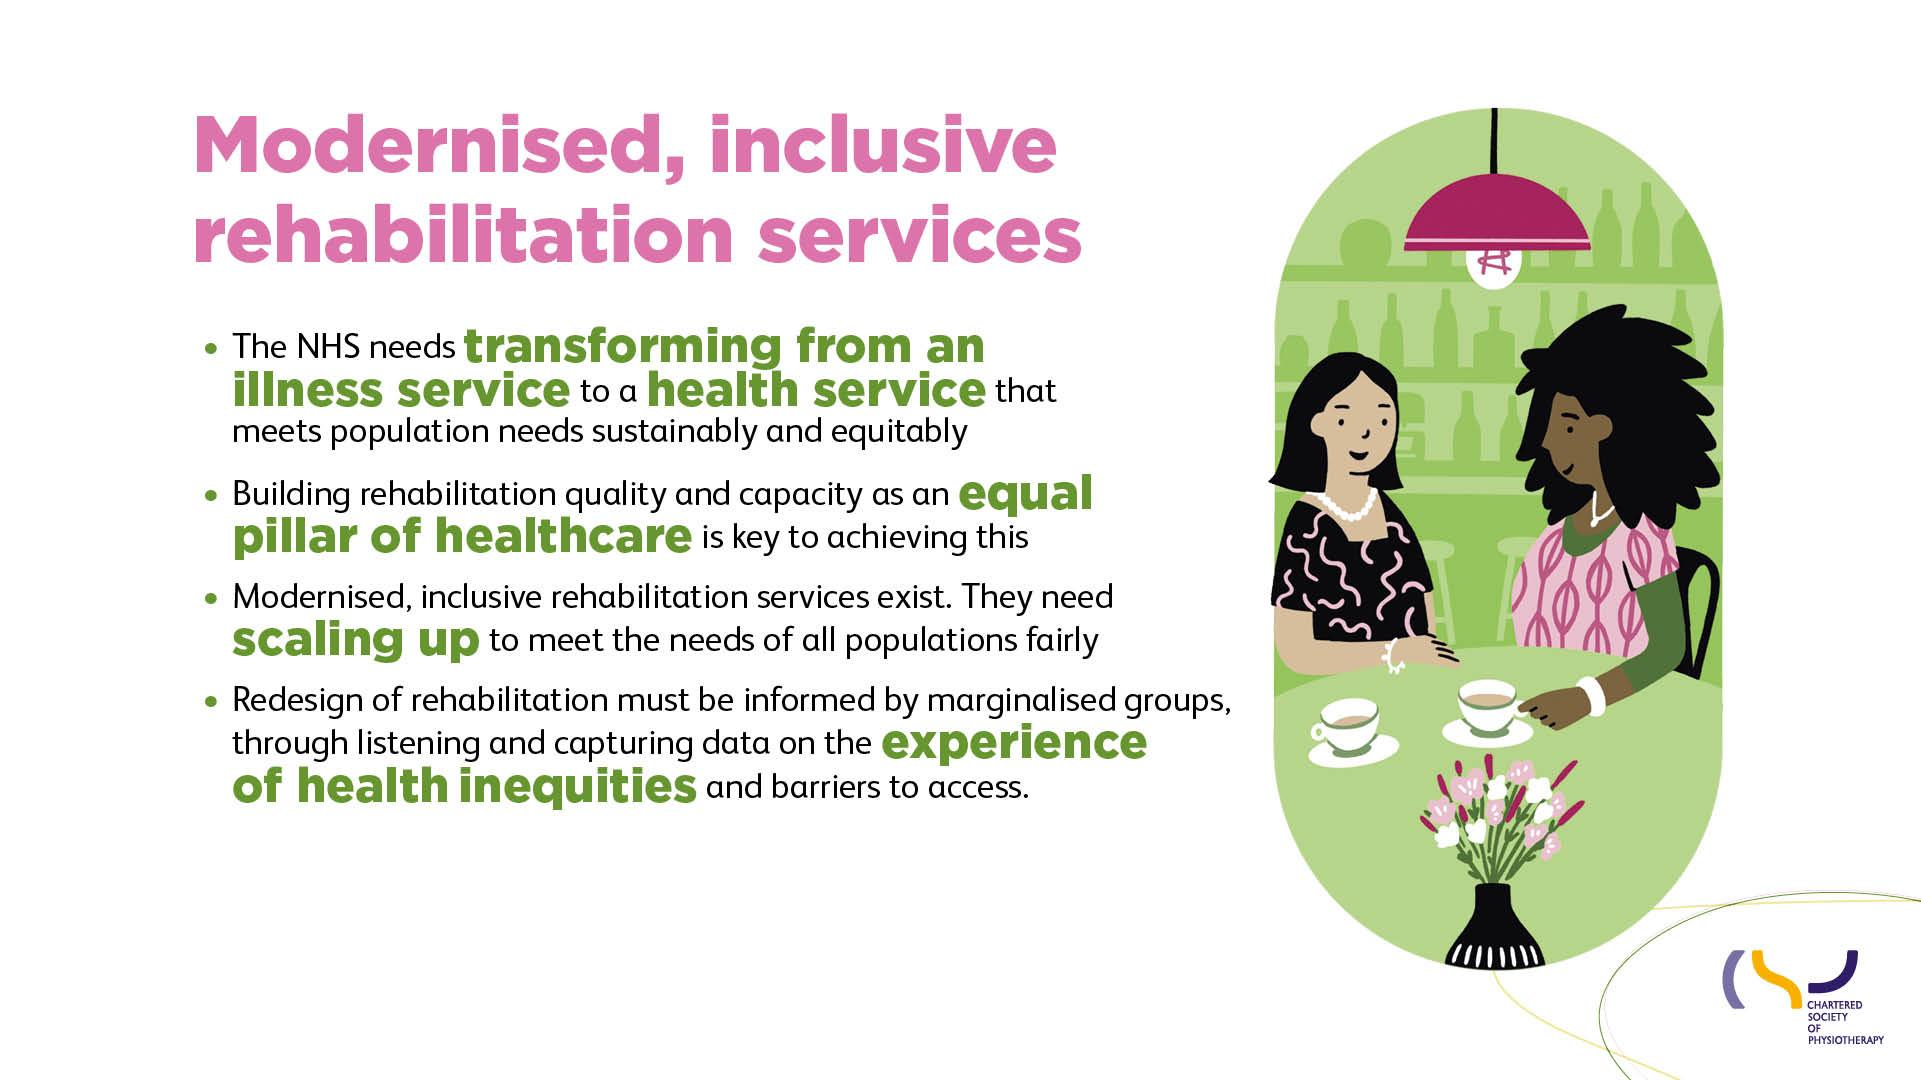 Modernised, inclusive
rehabilitation services
• The NHS needs transforming from an
illness service to a health service that
meets population needs sustainably and equitably
• Building rehabilitation quality and capacity as an equal
pillar of healthcare is key to achieving this
• Modernised, inclusive rehabilitation services exist. They need
scaling up to meet the needs of all populations fairly
• Redesign of rehabilitation must be informed by marginalised groups,
through listening and capturing data on the experience
of health inequities and barriers to access.
CHARTERED
SOCIETY
OF
PHYSIOTHERAPY